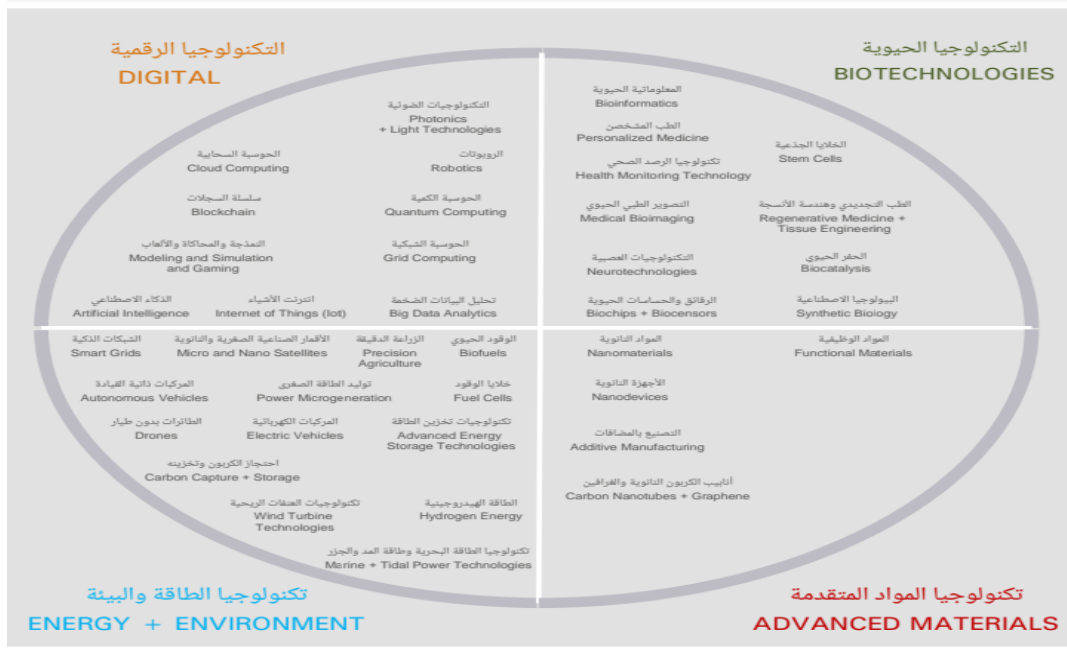 التكنولوجيا الرقمية
DIGITAL
التكنولوجيات الضوئية
Photonics
+ Light Technologies
الحوسبة السحابية
Cloud Computing
الروبوتات
Robotics
سلسلة السجلات
Blockchain
الحوسبة الكمية
Quantum Computing
النمذجة والمحاكاة والألعاب
Modeling and Simulation
and Gaming
الحوسبة الشبكية
Grid Computing
الذكاء الاصطناعي
Artificial Intelligence
انترنت الأشياء
Internet of Things (Iot)
تحليل البيانات الضخمة
Big Data Analytics
التكنولوجيا الحيوية
BIOTECHNOLOGIES
المعلوماتية الحيوية
Bioinformatics
الطب المشخصن
Personalized Medicine
الخلايا الجذعية
Stem Cells
تكنولوجيا الرصد الصحي
Health Monitoring Technology
التصوير الطبي الحيوي
Medical Bioimaging
الطب التجديدي وهندسة الأنسجة
Regenerative Medicine +
Tissue Engineering
التكنولوجيات العصبية
Neurotechnologies
الحفر الحيوي
Biocatalysis
الرقائق والحساسات الحيوية
Biochips + Biocensors
البيولوجيا الاصطناعية
Synthetic Biology
الشبكات الذكية
Smart Grids
الأقمار الصناعية الصغرية والنانوية
Micro and Nano Satellites
الزراعة الدقيقة
Precision
Agriculture
الوقود الحيوي
Biofuels
المركبات ذاتية القيادة
Autonomous Vehicles
توليد الطاقة الصغرى
Power Microgeneration
خلايا الوقود
Fuel Cells
الطائرات بدون طيار
Drones
المركبات الكهربائية
Electric Vehicles
تكنولوجيات تخزين الطاقة
Advanced Energy
Storage Technologies
احتجاز الكربون وتخزينه
Carbon Capture + Storage
تكنولوجيات العنفات الريحية
Wind Turbine
Technologies
الطاقة الهيدروجينية
Hydrogen Energy
تكنولوجيا الطاقة البحرية وطاقة المد والجزر
Marine + Tidal Power Technologies
تكنولوجيا الطاقة والبيئة
ENERGY + ENVIRONMENT
المواد النانوية
Nanomaterials
المواد الوظيفية
Functional Materials
الأجهزة النانوية
Nanodevices
التصنيع بالمضافات
Additive Manufacturing
أنابيب الكربون النانوية والغرافين
Carbon Nanotubes + Graphene
تكنولوجيا المواد المتقدمة
ADVANCED MATERIALS